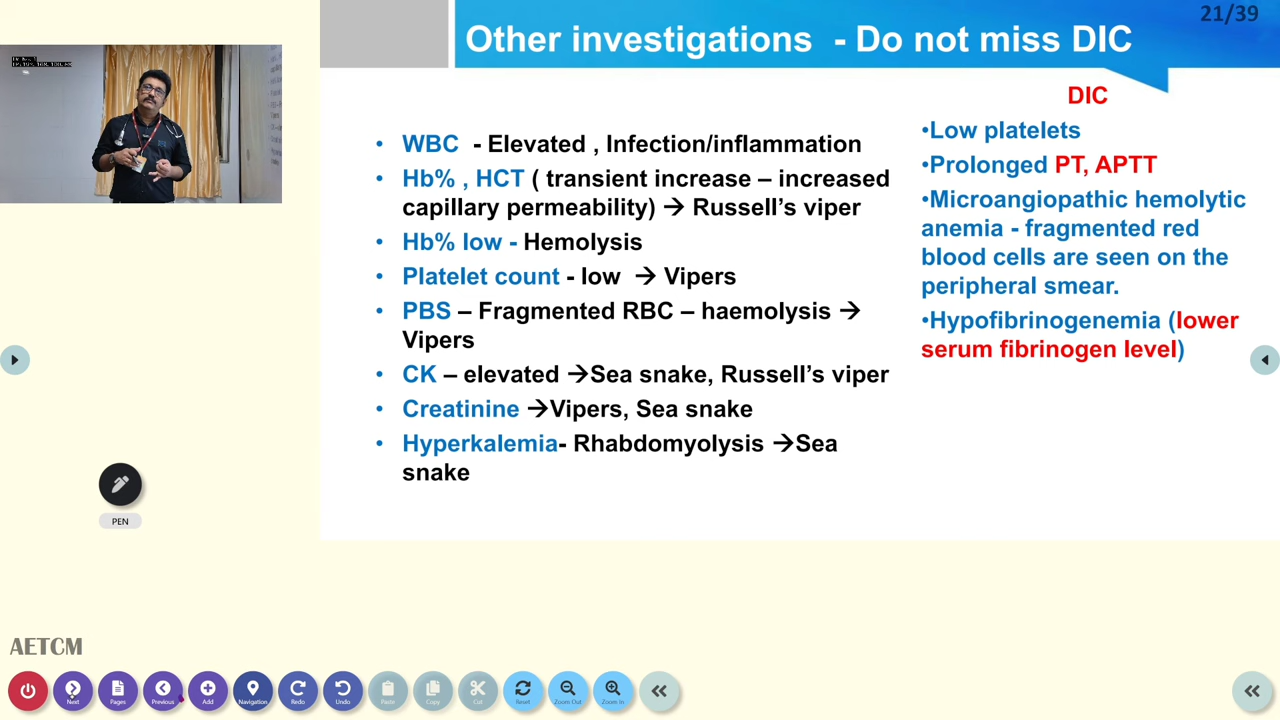 21/39
Other investigations - Do not miss DIC
• WBC - Elevated , Infection/inflammation
• Hb% , HCT ( transient increase – increased
capillary permeability) → Russell’s viper
• Hb% low - Hemolysis
• Platelet count - low → Vipers
• PBS – Fragmented RBC – haemolysis →
Vipers
• CK – elevated →Sea snake, Russell’s viper
• Creatinine →Vipers, Sea snake
• Hyperkalemia- Rhabdomyolysis →Sea
snake
DIC
•Low platelets
•Prolonged PT, APTT
•Microangiopathic hemolytic
anemia - fragmented red
blood cells are seen on the
peripheral smear.
•Hypofibrinogenemia (lower
serum fibrinogen level)
PEN
AETCM
Next
Pages
Previous
Add
Navigation
Redo
Undo
Paste
Copy
Cut
Reset
Zoom Out
Zoom In